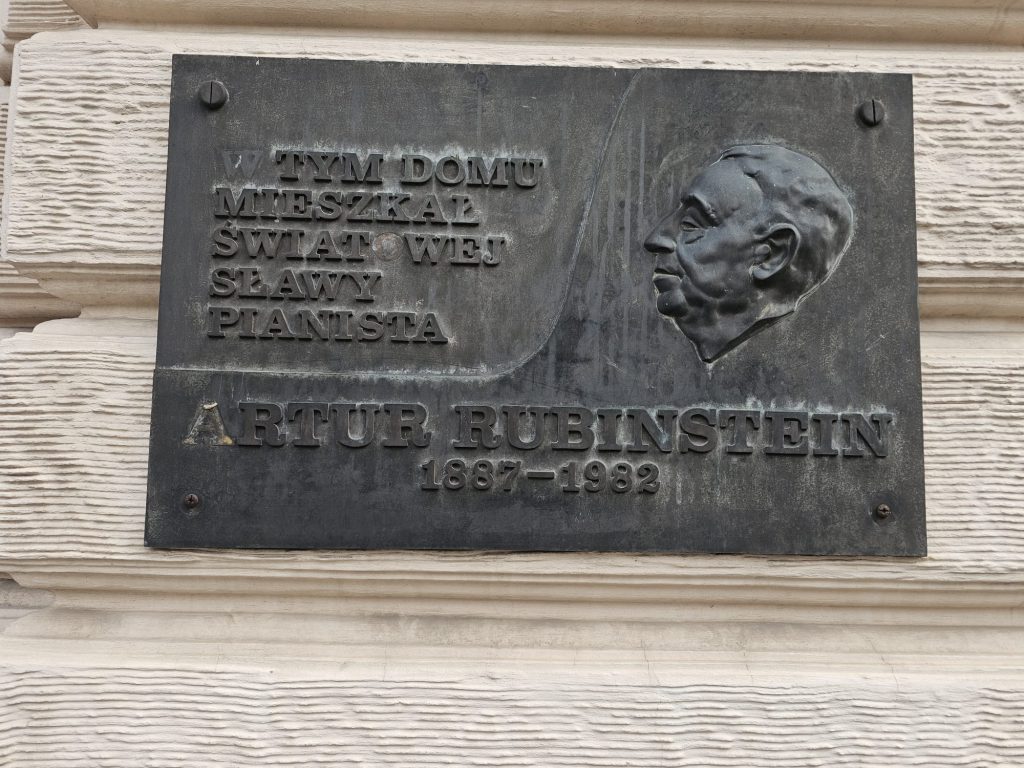 W TYM DOMU
MIESZKAŁ
ŚWIATOWEJ
SŁAWY
PIANISTA
ARTUR RUBINSTEIN
1887–1982